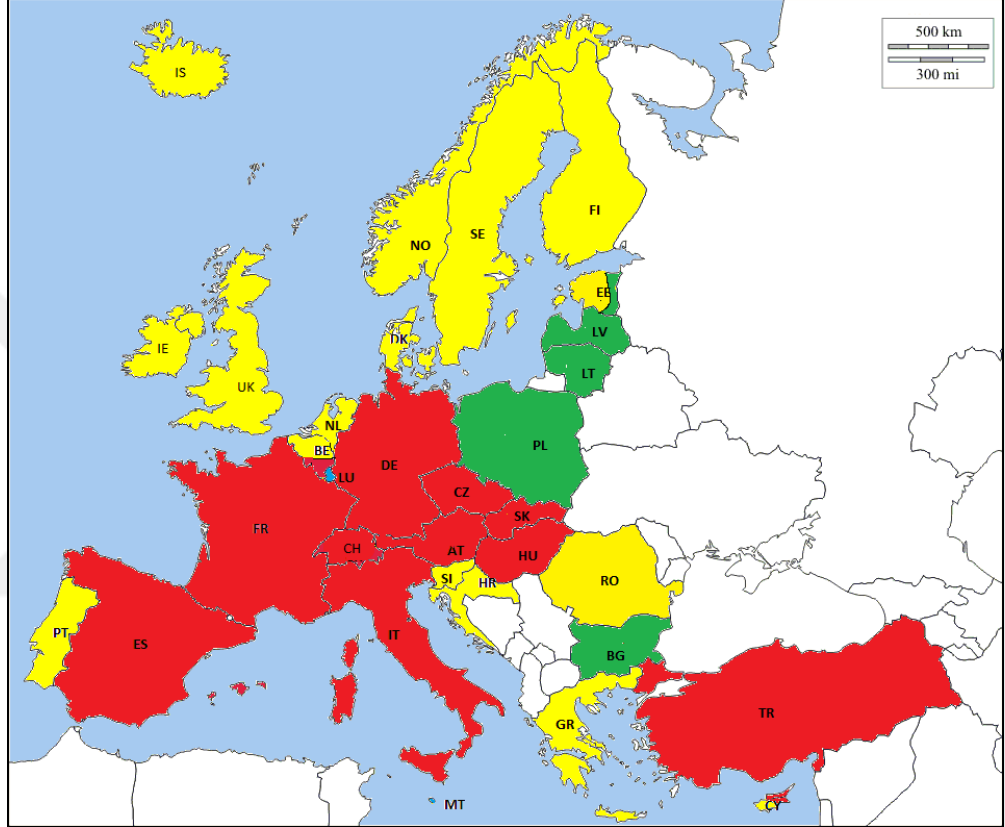 500 km
300 mi
IS
FI
SE
NO
EE
LV
DK
IE
LT
UK
NL
PL
BE
DE
LU
CZ
SK
FR
CH
AT
HU
SI
HR
RO
PT
IT
ES
BG
TR
GR
MT
CY